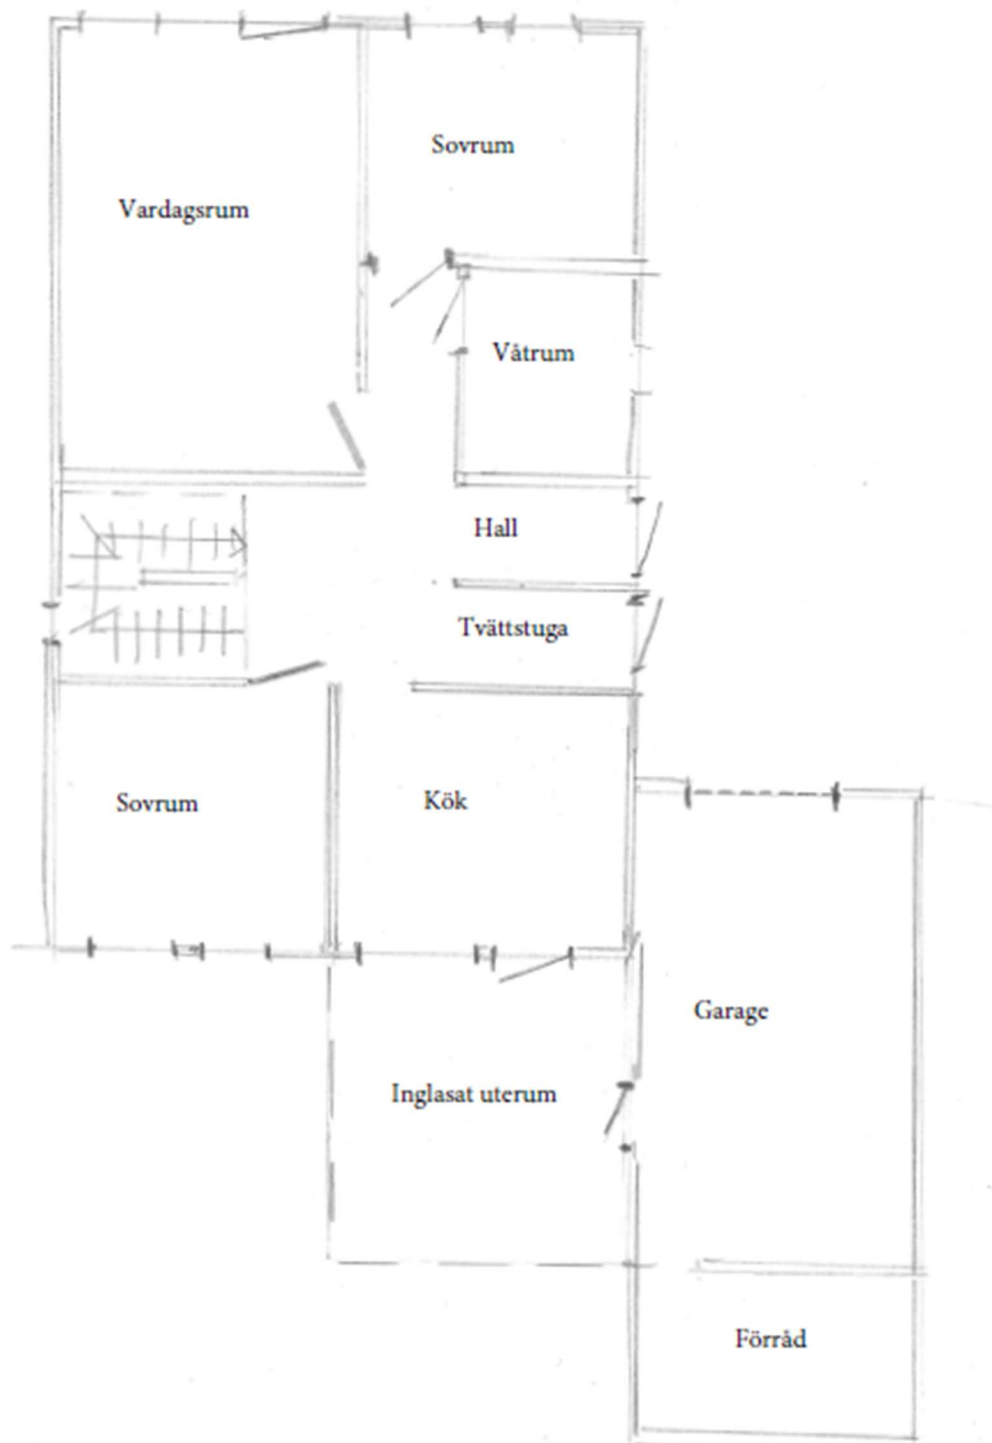 Sovrum
Vardagsrum
Våtrum
Hall
Tvättstuga
Sovrum
Kök
Garage
Inglasat uterum
Förråd